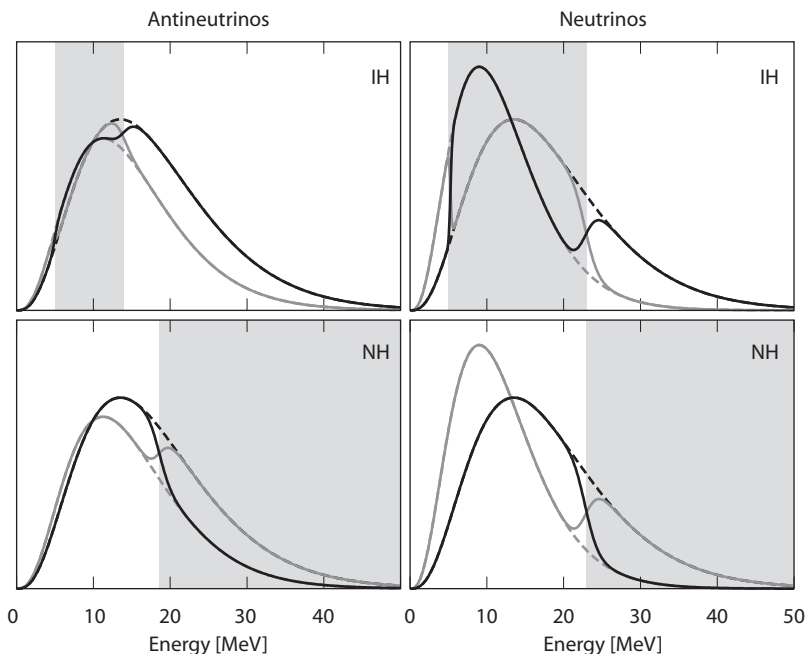 Antineutrinos Neutrinos
IH IH
NH NH
0 10 20 30 40 0 10 20 30 40 50
Energy [MeV] Energy [MeV]